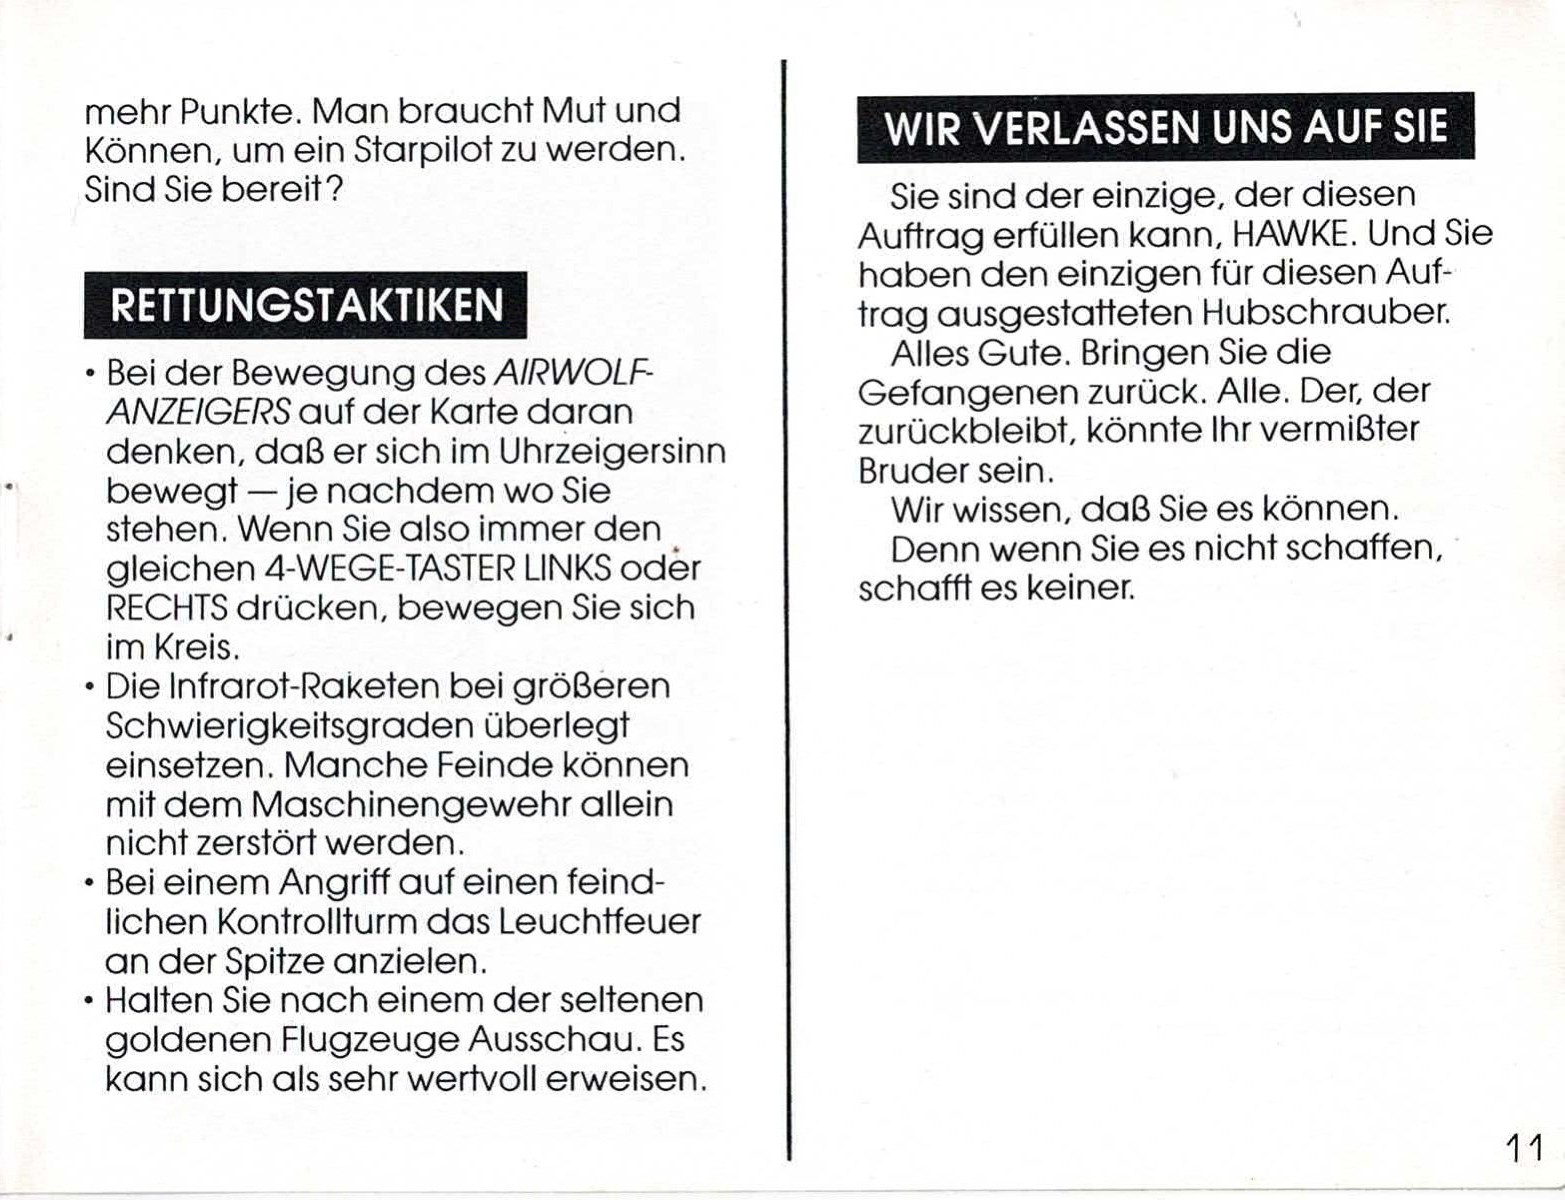 mehr Punkte. Man braucht Mut und
Können, um ein Starpilot zu werden.
Sind Sie bereit?
RETTUNGSTAKTIKEN
• Bei der Bewegung des AIRWOLF-
ANZEIGERS auf der Karte daran
denken, daß er sich im Uhrzeigersinn
bewegt — je nachdem wo Sie
stehen. Wenn Sie also immer den
gleichen 4-WEGE-TASTER LINKS oder
RECHTS drücken, bewegen Sie sich
im Kreis.
• Die Infrarot-Raketen bei größeren
Schwierigkeitsgraden überlegt
einsetzen. Manche Feinde können
mit dem Maschinengewehr allein
nicht zerstört werden.
• Bei einem Angriff auf einen feind-
lichen Kontrollturm das Leuchtfeuer
an der Spitze anzielen.
• Halten Sie nach einem der seltenen
goldenen Flugzeuge Ausschau. Es
kann sich als sehr wertvoll erweisen.
WIR VERLASSEN UNS AUF SIE
Sie sind der einzige, der diesen
Auftrag erfüllen kann, HAWKE. Und Sie
haben den einzigen für diesen Auf-
trag ausgestatteten Hubschrauber.
Alles Gute. Bringen Sie die
Gefangenen zurück. Alle. Der, der
zurückbleibt, könnte Ihr vermißter
Bruder sein.
Wir wissen, daß Sie es können.
Denn wenn Sie es nicht schaffen,
schafft es keiner.
11